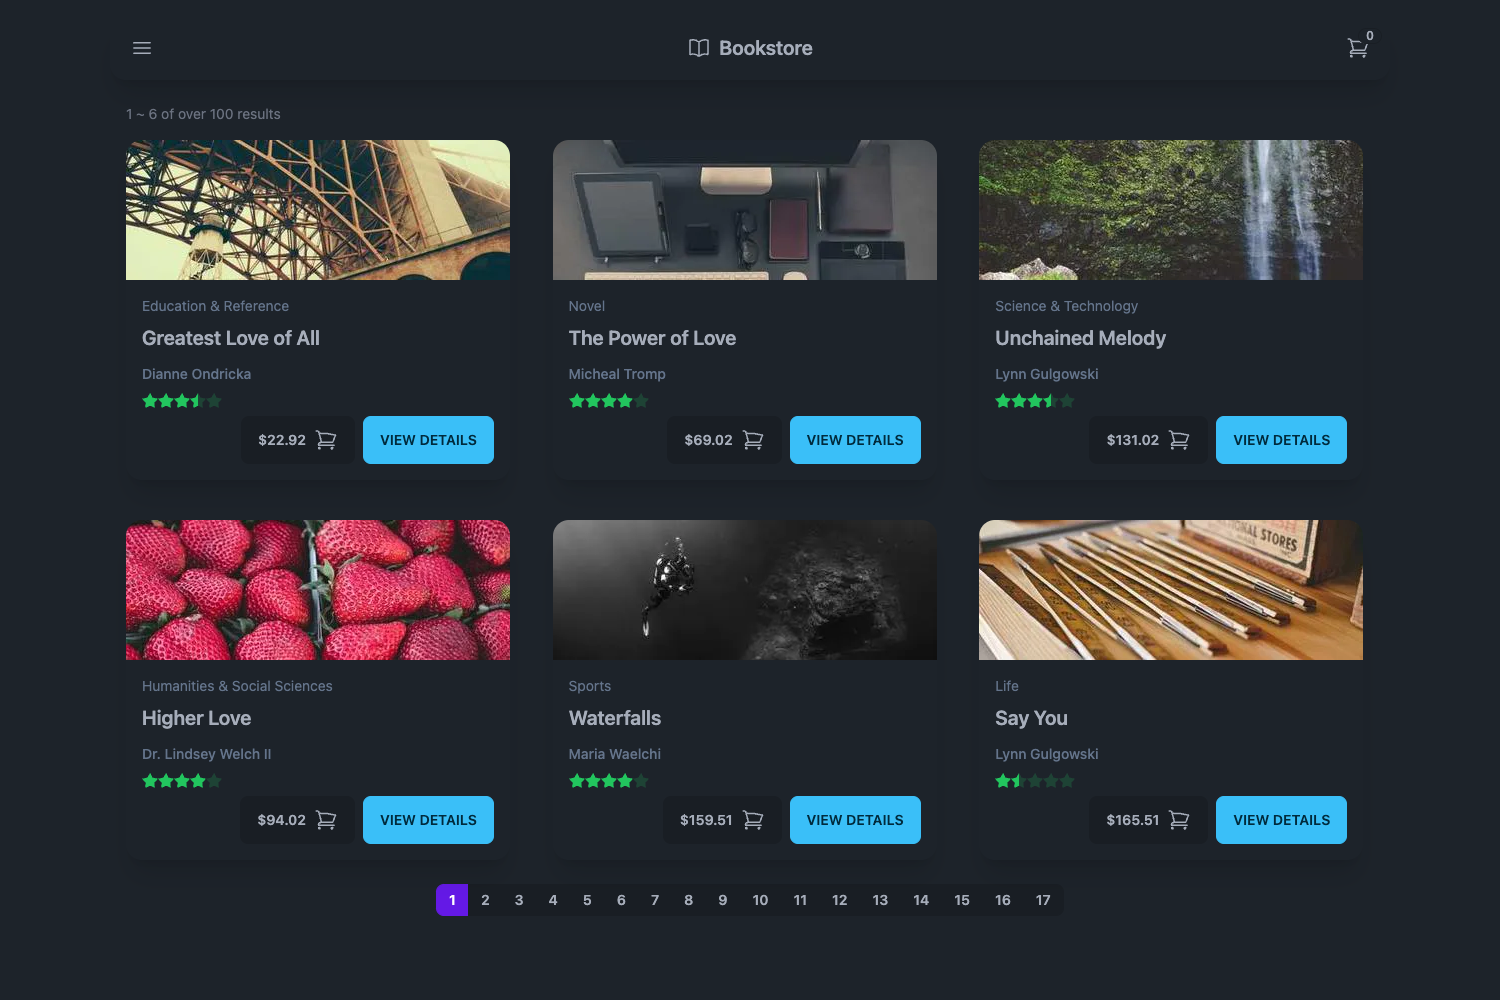 Bookstore
0
1 ~ 6 of over 100 results
Education & Reference
Greatest Love of All
Dianne Ondricka
$22.92
VIEW DETAILS
Novel
The Power of Love
Micheal Tromp
$69.02
VIEW DETAILS
Science & Technology
Unchained Melody
Lynn Gulgowski
$131.02
VIEW DETAILS
Humanities & Social Sciences
Higher Love
Dr. Lindsey Welch II
$94.02
VIEW DETAILS
Sports
Waterfalls
Maria Waelchi
$159.51
VIEW DETAILS
STORES
Life
Say You
Lynn Gulgowski
$165.51
VIEW DETAILS
1 2 3 4 5 6 7 8 9 10 11 12 13 14 15 16 17